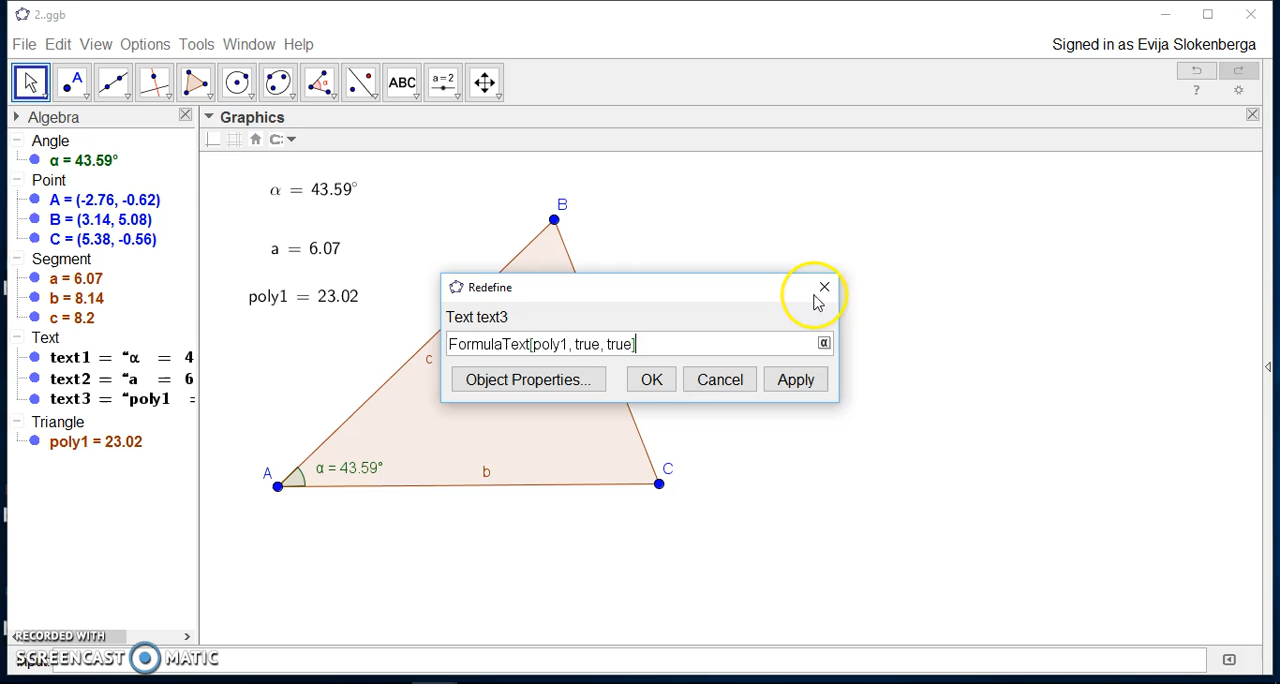 2..ggb
File Edit View Options Tools Window Help
Signed in as Evija Slokenberga
A
ABC
a=2
?
Algebra
Graphics
Angle
α = 43.59°
Point
A = (-2.76, -0.62)
B = (3.14, 5.08)
C = (5.38, -0.56)
Segment
a = 6.07
b = 8.14
c = 8.2
Text
text1 = “α = 4
text2 = “a = 6
text3 = “poly1 =
Triangle
poly1 = 23.02
α = 43.59°
a = 6.07
poly1 = 23.02
B
c
A
α = 43.59°
b
C
Redefine
Text text3
FormulaText[poly1, true, true]
α
Object Properties...
OK
Cancel
Apply
RECORDED WITH
SCREENCAST MATIC